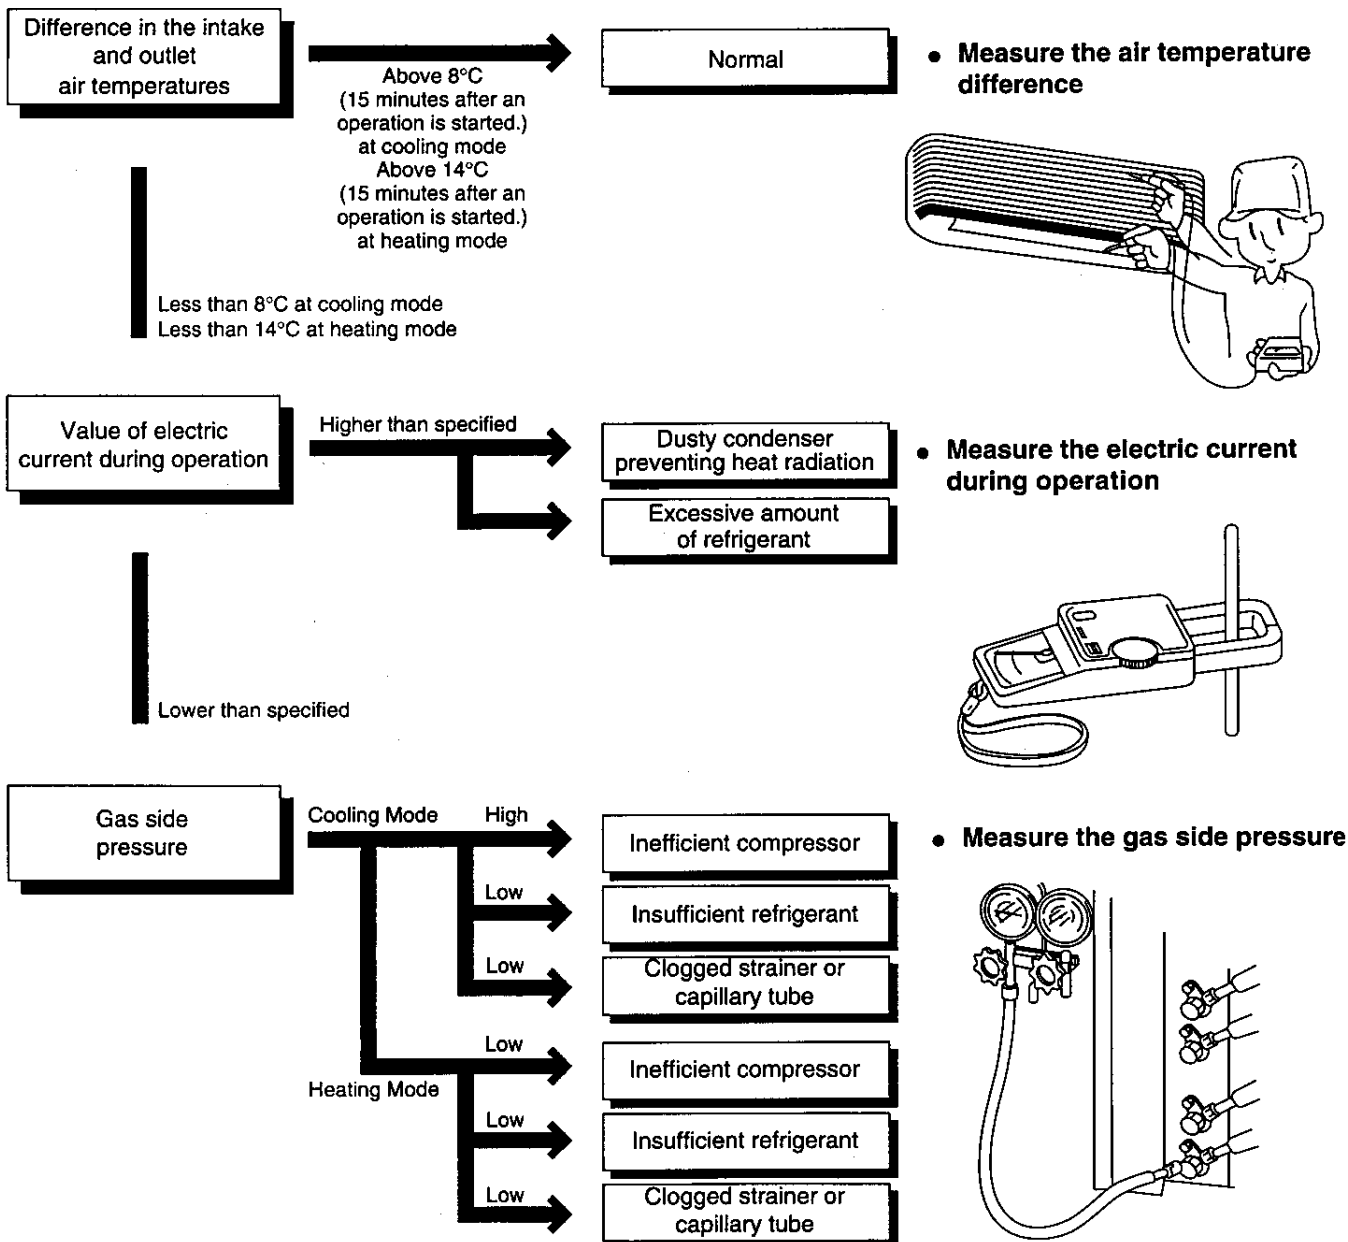 Difference in the intake
and outlet
air temperatures
Above 8°C
(15 minutes after an
operation is started.)
at cooling mode
Above 14°C
(15 minutes after an
operation is started.)
at heating mode
Normal
• Measure the air temperature
difference
Less than 8°C at cooling mode
Less than 14°C at heating mode
Value of electric
current during operation
Higher than specified
Dusty condenser
preventing heat radiation
Excessive amount
of refrigerant
• Measure the electric current
during operation
Lower than specified
Gas side
pressure
Cooling Mode
High
Inefficient compressor
Low
Insufficient refrigerant
Low
Clogged strainer or
capillary tube
Heating Mode
Low
Inefficient compressor
Low
Insufficient refrigerant
Low
Clogged strainer or
capillary tube
• Measure the gas side pressure